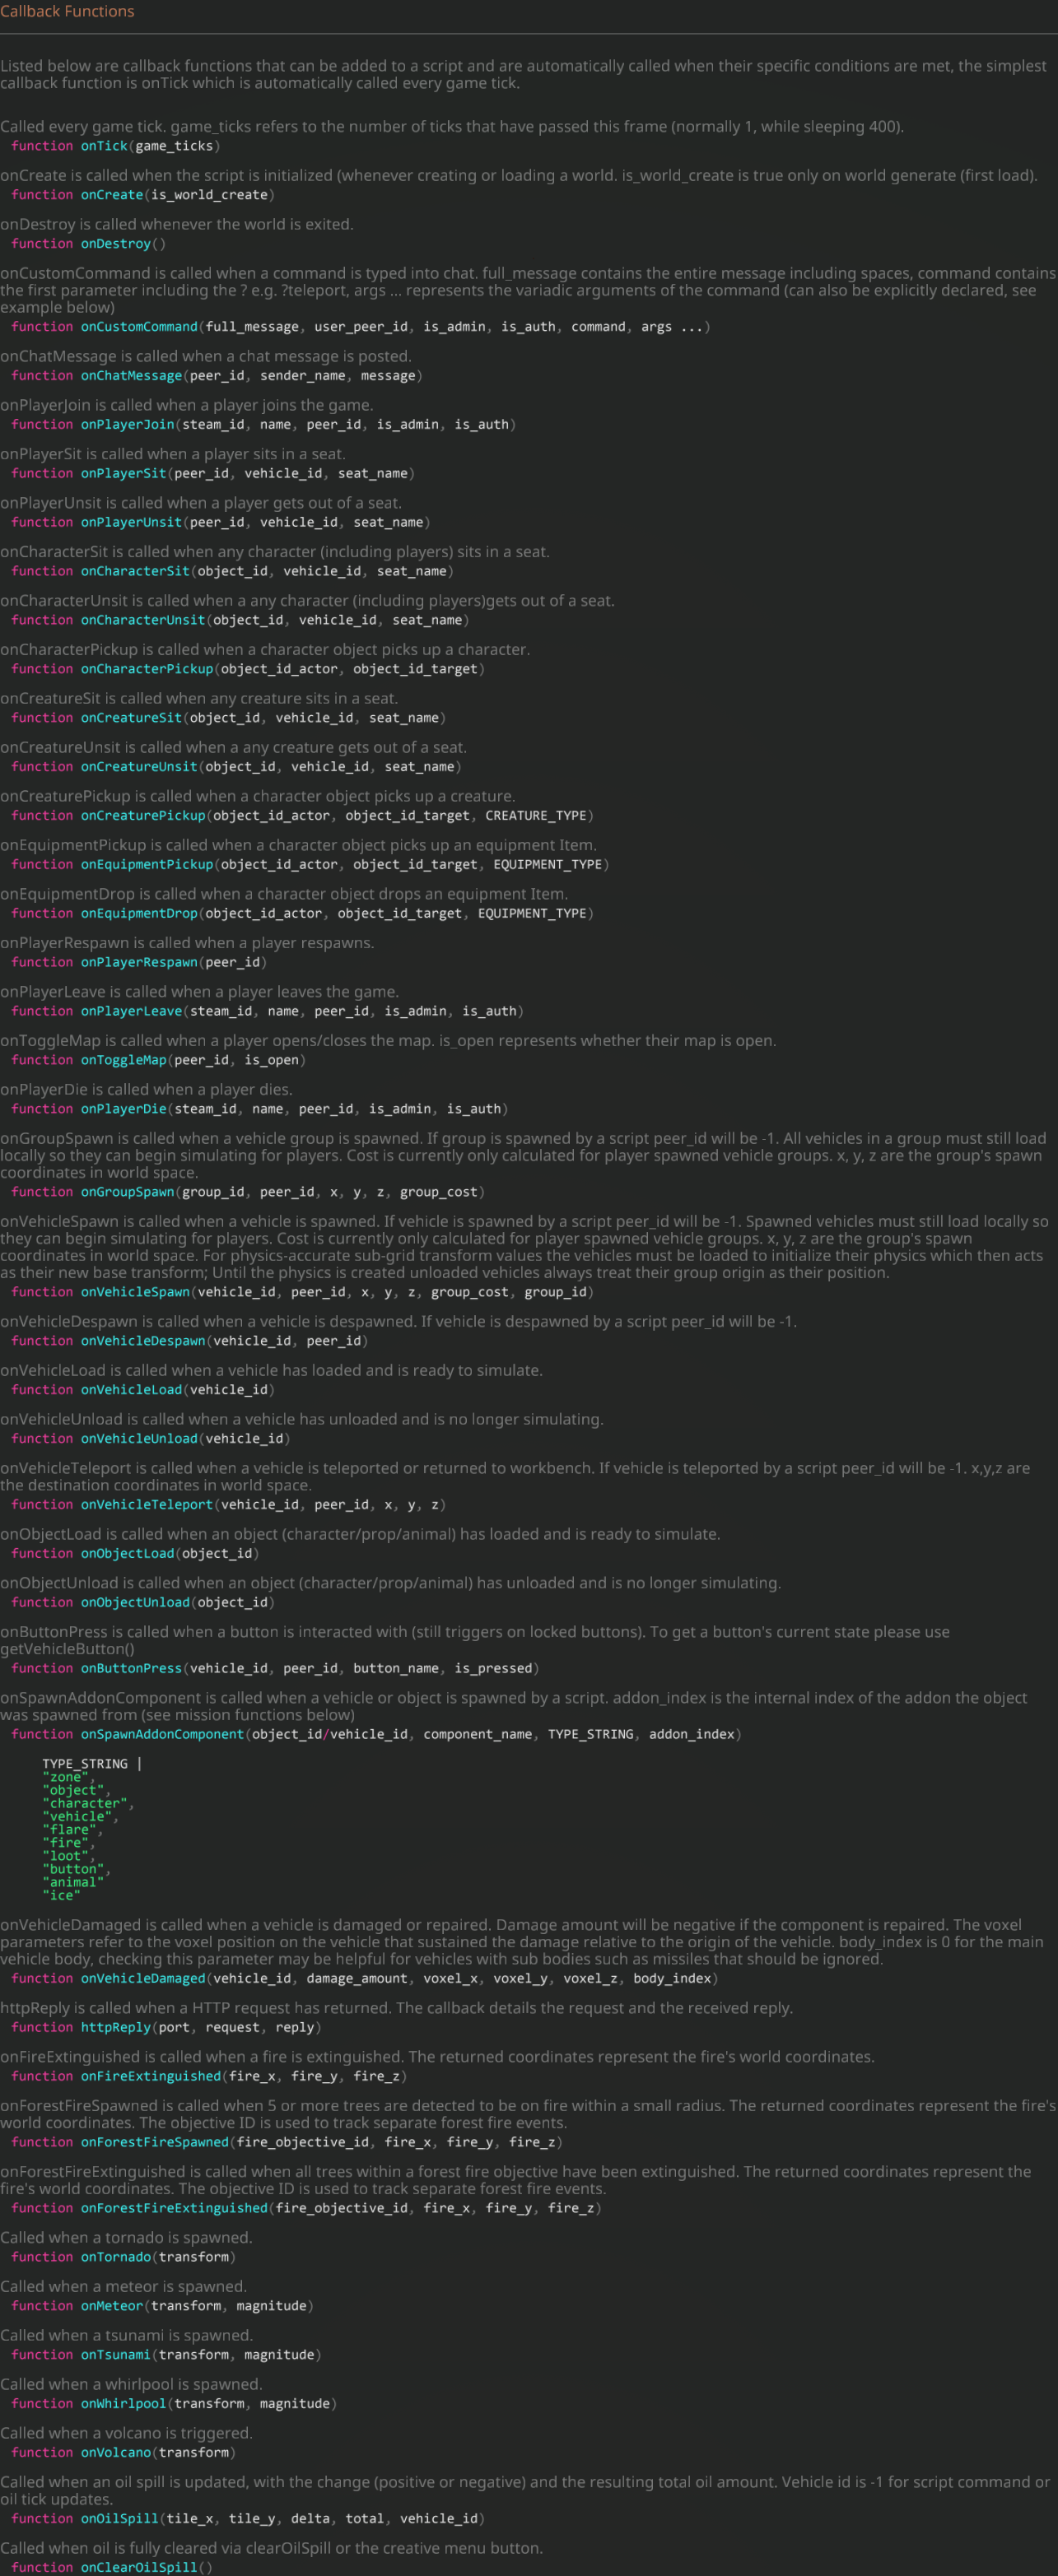 Callback Functions
Listed below are callback functions that can be added to a script and are automatically called when their specific conditions are met, the simplest
callback function is onTick which is automatically called every game tick.
Called every game tick. game_ticks refers to the number of ticks that have passed this frame (normally 1, while sleeping 400).
function onTick(game_ticks)
onCreate is called when the script is initialized (whenever creating or loading a world. is_world_create is true only on world generate (first load).
function onCreate(is_world_create)
onDestroy is called whenever the world is exited.
function onDestroy()
onCustomCommand is called when a command is typed into chat. full_message contains the entire message including spaces, command contains
the first parameter including the ? e.g. ?teleport, args ... represents the variadic arguments of the command (can also be explicitly declared, see
example below)
function onCustomCommand(full_message, user_peer_id, is_admin, is_auth, command, args ...)
onChatMessage is called when a chat message is posted.
function onChatMessage(peer_id, sender_name, message)
onPlayerJoin is called when a player joins the game.
function onPlayerJoin(steam_id, name, peer_id, is_admin, is_auth)
onPlayerSit is called when a player sits in a seat.
function onPlayerSit(peer_id, vehicle_id, seat_name)
onPlayerUnsit is called when a player gets out of a seat.
function onPlayerUnsit(peer_id, vehicle_id, seat_name)
onCharacterSit is called when any character (including players) sits in a seat.
function onCharacterSit(object_id, vehicle_id, seat_name)
onCharacterUnsit is called when a any character (including players)gets out of a seat.
function onCharacterUnsit(object_id, vehicle_id, seat_name)
onCharacterPickup is called when a character object picks up a character.
function onCharacterPickup(object_id_actor, object_id_target)
onCreatureSit is called when any creature sits in a seat.
function onCreatureSit(object_id, vehicle_id, seat_name)
onCreatureUnsit is called when a any creature gets out of a seat.
function onCreatureUnsit(object_id, vehicle_id, seat_name)
onCreaturePickup is called when a character object picks up a creature.
function onCreaturePickup(object_id_actor, object_id_target, CREATURE_TYPE)
onEquipmentPickup is called when a character object picks up an equipment Item.
function onEquipmentPickup(object_id_actor, object_id_target, EQUIPMENT_TYPE)
onEquipmentDrop is called when a character object drops an equipment Item.
function onEquipmentDrop(object_id_actor, object_id_target, EQUIPMENT_TYPE)
onPlayerRespawn is called when a player respawns.
function onPlayerRespawn(peer_id)
onPlayerLeave is called when a player leaves the game.
function onPlayerLeave(steam_id, name, peer_id, is_admin, is_auth)
onToggleMap is called when a player opens/closes the map. is_open represents whether their map is open.
function onToggleMap(peer_id, is_open)
onPlayerDie is called when a player dies.
function onPlayerDie(steam_id, name, peer_id, is_admin, is_auth)
onGroupSpawn is called when a vehicle group is spawned. If group is spawned by a script peer_id will be -1. All vehicles in a group must still load
locally so they can begin simulating for players. Cost is currently only calculated for player spawned vehicle groups. x, y, z are the group's spawn
coordinates in world space.
function onGroupSpawn(group_id, peer_id, x, y, z, group_cost)
onVehicleSpawn is called when a vehicle is spawned. If vehicle is spawned by a script peer_id will be -1. Spawned vehicles must still load locally so
they can begin simulating for players. Cost is currently only calculated for player spawned vehicle groups. x, y, z are the group's spawn
coordinates in world space. For physics-accurate sub-grid transform values the vehicles must be loaded to initialize their physics which then acts
as their new base transform; Until the physics is created unloaded vehicles always treat their group origin as their position.
function onVehicleSpawn(vehicle_id, peer_id, x, y, z, group_cost, group_id)
onVehicleDespawn is called when a vehicle is despawned. If vehicle is despawned by a script peer_id will be -1.
function onVehicleDespawn(vehicle_id, peer_id)
onVehicleLoad is called when a vehicle has loaded and is ready to simulate.
function onVehicleLoad(vehicle_id)
onVehicleUnload is called when a vehicle has unloaded and is no longer simulating.
function onVehicleUnload(vehicle_id)
onVehicleTeleport is called when a vehicle is teleported or returned to workbench. If vehicle is teleported by a script peer_id will be -1. x,y,z are
the destination coordinates in world space.
function onVehicleTeleport(vehicle_id, peer_id, x, y, z)
onObjectLoad is called when an object (character/prop/animal) has loaded and is ready to simulate.
function onObjectLoad(object_id)
onObjectUnload is called when an object (character/prop/animal) has unloaded and is no longer simulating.
function onObjectUnload(object_id)
onButtonPress is called when a button is interacted with (still triggers on locked buttons). To get a button's current state please use
getVehicleButton()
function onButtonPress(vehicle_id, peer_id, button_name, is_pressed)
onSpawnAddonComponent is called when a vehicle or object is spawned by a script. addon_index is the internal index of the addon the object
was spawned from (see mission functions below)
function onSpawnAddonComponent(object_id/vehicle_id, component_name, TYPE_STRING, addon_index)
TYPE_STRING |
"zone",
"object",
"character",
"vehicle",
"flare",
"fire",
"loot",
"button",
"animal"
"ice"
onVehicleDamaged is called when a vehicle is damaged or repaired. Damage amount will be negative if the component is repaired. The voxel
parameters refer to the voxel position on the vehicle that sustained the damage relative to the origin of the vehicle. body_index is 0 for the main
vehicle body, checking this parameter may be helpful for vehicles with sub bodies such as missiles that should be ignored.
function onVehicleDamaged(vehicle_id, damage_amount, voxel_x, voxel_y, voxel_z, body_index)
httpReply is called when a HTTP request has returned. The callback details the request and the received reply.
function httpReply(port, request, reply)
onFireExtinguished is called when a fire is extinguished. The returned coordinates represent the fire's world coordinates.
function onFireExtinguished(fire_x, fire_y, fire_z)
onForestFireSpawned is called when 5 or more trees are detected to be on fire within a small radius. The returned coordinates represent the fire's
world coordinates. The objective ID is used to track separate forest fire events.
function onForestFireSpawned(fire_objective_id, fire_x, fire_y, fire_z)
onForestFireExtinguished is called when all trees within a forest fire objective have been extinguished. The returned coordinates represent the
fire's world coordinates. The objective ID is used to track separate forest fire events.
function onForestFireExtinguished(fire_objective_id, fire_x, fire_y, fire_z)
Called when a tornado is spawned.
function onTornado(transform)
Called when a meteor is spawned.
function onMeteor(transform, magnitude)
Called when a tsunami is spawned.
function onTsunami(transform, magnitude)
Called when a whirlpool is spawned.
function onWhirlpool(transform, magnitude)
Called when a volcano is triggered.
function onVolcano(transform)
Called when an oil spill is updated, with the change (positive or negative) and the resulting total oil amount. Vehicle id is -1 for script command or
oil tick updates.
function onOilSpill(tile_x, tile_y, delta, total, vehicle_id)
Called when oil is fully cleared via clearOilSpill or the creative menu button.
function onClearOilSpill()